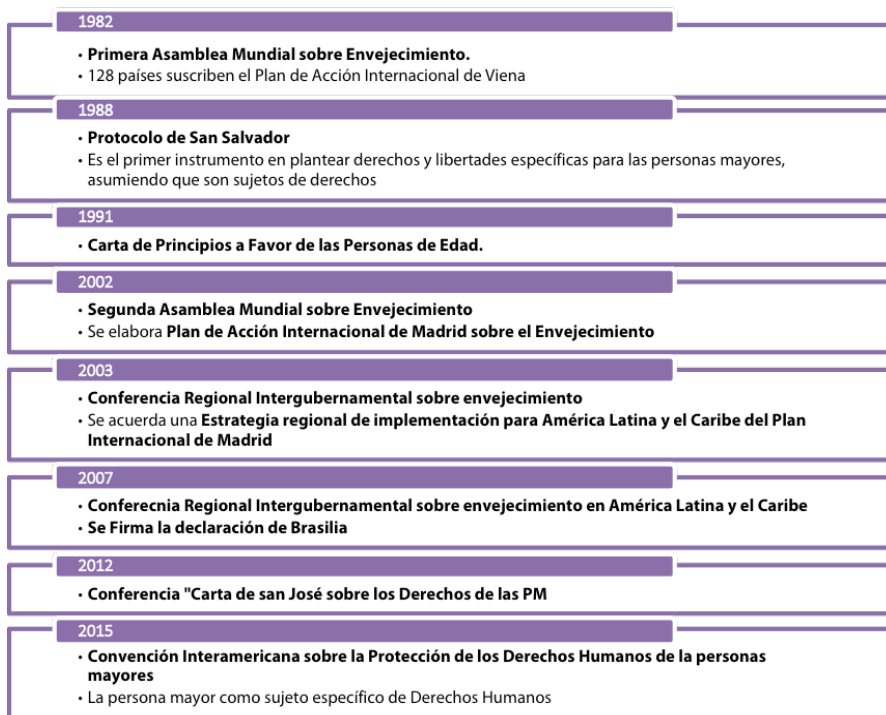 1982
• Primera Asamblea Mundial sobre Envejecimiento.
• 128 países suscriben el Plan de Acción Internacional de Viena
1988
• Protocolo de San Salvador
• Es el primer instrumento en plantear derechos y libertades específicas para las personas mayores,
asumiendo que son sujetos de derechos
1991
• Carta de Principios a Favor de las Personas de Edad.
2002
• Segunda Asamblea Mundial sobre Envejecimiento
• Se elabora Plan de Acción Internacional de Madrid sobre el Envejecimiento
2003
• Conferencia Regional Intergubernamental sobre envejecimiento
• Se acuerda una Estrategia regional de implementación para América Latina y el Caribe del Plan
Internacional de Madrid
2007
• Conferecnia Regional Intergubernamental sobre envejecimiento en América Latina y el Caribe
• Se Firma la declaración de Brasilia
2012
• Conferencia "Carta de san José sobre los Derechos de las PM
2015
• Convención Interamericana sobre la Protección de los Derechos Humanos de la personas
mayores
• La persona mayor como sujeto específico de Derechos Humanos